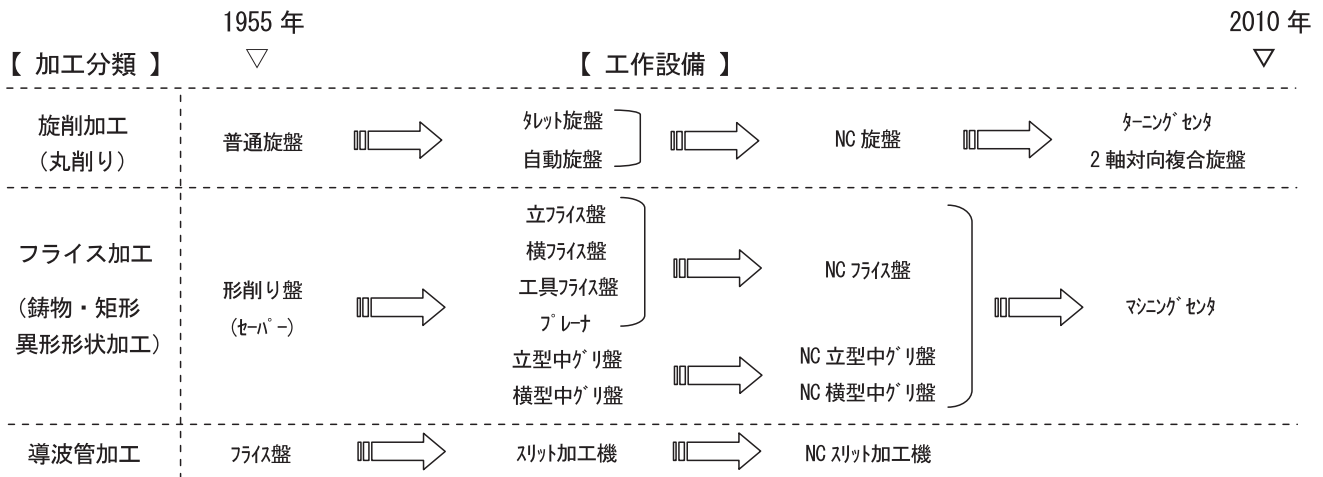 1955 年
2010 年
▽
▽
【 加工分類 】
【 工作設備 】
旋削加工
（丸削り）
普通旋盤
ﾀﾚｯﾄ旋盤
自動旋盤
NC 旋盤
ﾀｰﾆﾝｸﾞｾﾝﾀ
2 軸対向複合旋盤
フライス加工
（鋳物・矩形
異形形状加工）
形削り盤
（ｾｰﾊﾟｰ）
立ﾌﾗｲｽ盤
横ﾌﾗｲｽ盤
工具ﾌﾗｲｽ盤
ﾌﾟﾚｰﾅ
立型中ｸﾞﾘ盤
横型中ｸﾞﾘ盤
NC ﾌﾗｲｽ盤
NC 立型中ｸﾞﾘ盤
NC 横型中ｸﾞﾘ盤
ﾏｼﾆﾝｸﾞｾﾝﾀ
導波管加工
ﾌﾗｲｽ盤
ｽﾘｯﾄ加工機
NC ｽﾘｯﾄ加工機